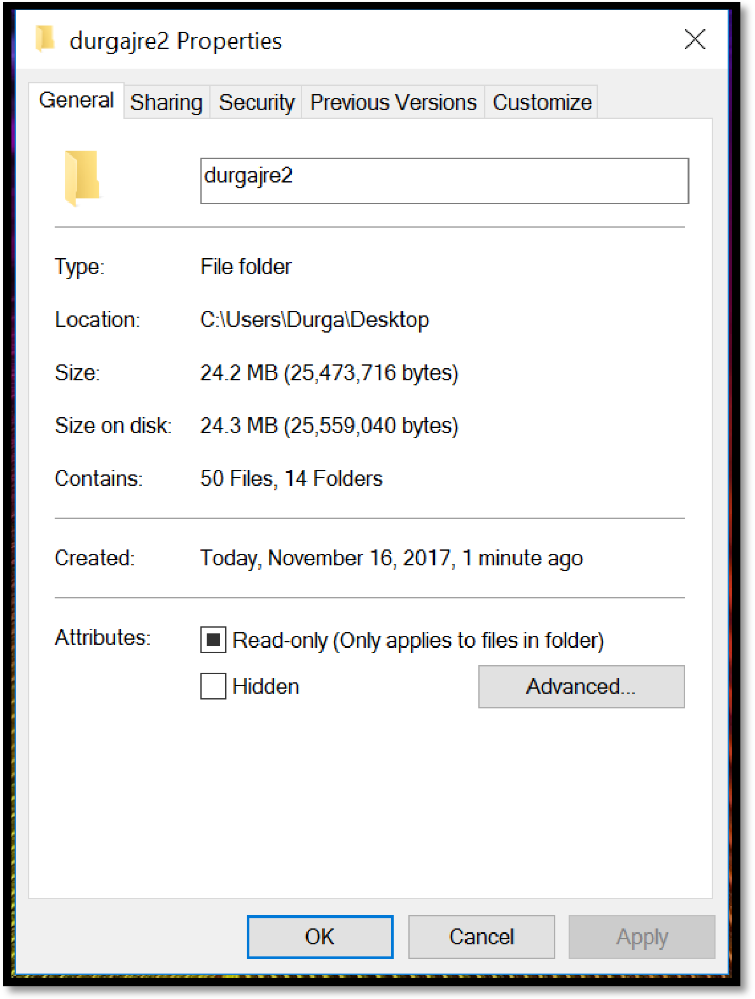 durgajre2 Properties
General Sharing Security Previous Versions Customize
durgajre2
Type: File folder
Location: C:\Users\Durga\Desktop
Size: 24.2 MB (25,473,716 bytes)
Size on disk: 24.3 MB (25,559,040 bytes)
Contains: 50 Files, 14 Folders
Created: Today, November 16, 2017, 1 minute ago
Attributes: Read-only (Only applies to files in folder)
Hidden Advanced...
OK Cancel Apply